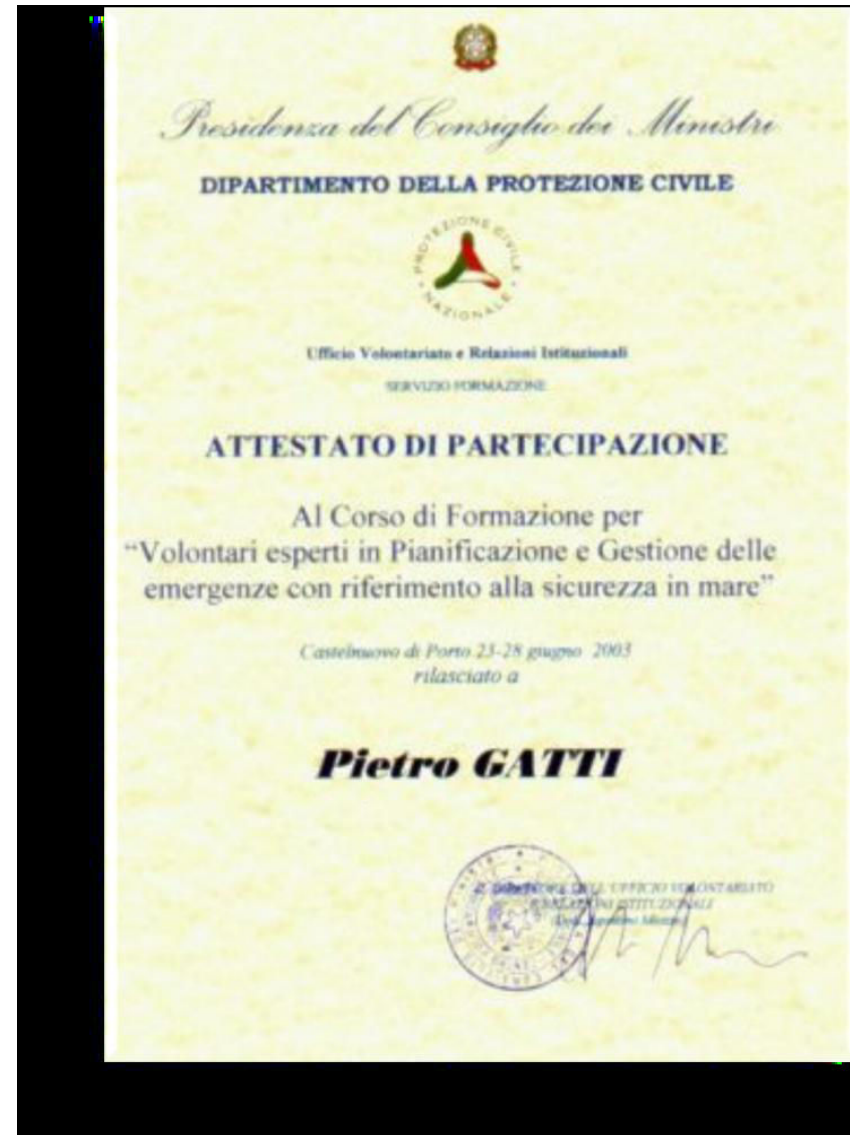 Presidenza del Consiglio dei Ministri
DIPARTIMENTO DELLA PROTEZIONE CIVILE
PROTEZIONE CIVILE NAZIONALE
Ufficio Volontariato e Relazioni Istituzionali
SERVIZIO FORMAZIONE
ATTESTATO DI PARTECIPAZIONE
Al Corso di Formazione per
“Volontari esperti in Pianificazione e Gestione delle
emergenze con riferimento alla sicurezza in mare”
Castelnuovo di Porto 23-28 giugno 2003
rilasciato a
Pietro GATTI
DELL'UFFICIO VOLONTARIATO
RELAZIONI ISTITUZIONALI